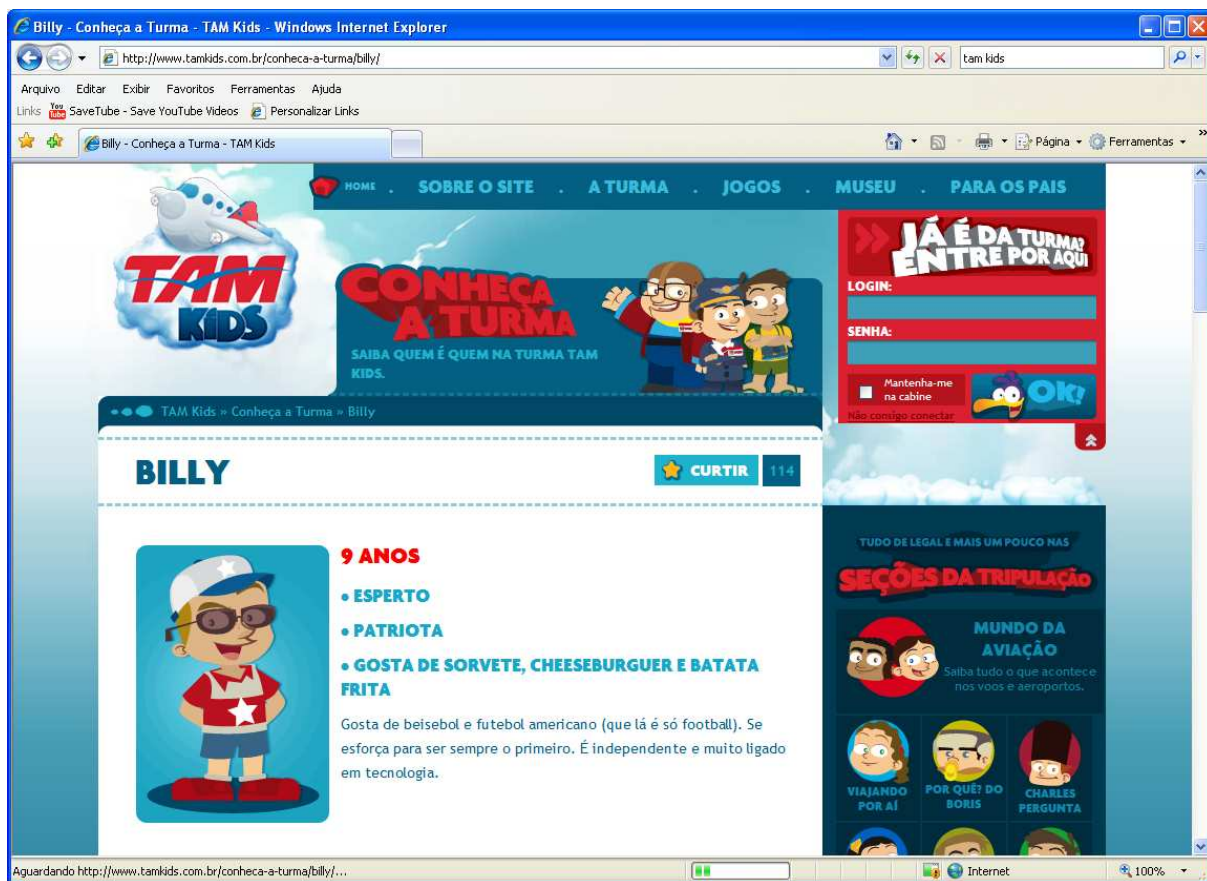 Billy - Conheça a Turma - TAM Kids - Windows Internet Explorer
http://www.tamkids.com.br/conheca-a-turma/billy/
tam kids
Arquivo Editar Exibir Favoritos Ferramentas Ajuda
Links You Tube SaveTube - Save YouTube Videos Personalizar Links
Billy - Conheça a Turma - TAM Kids
Página Ferramentas
HOME . SOBRE O SITE . A TURMA . JOGOS . MUSEU . PARA OS PAIS
TAM
KIDS
CONHEÇA
A TURMA
SAIBA QUEM É QUEM NA TURMA TAM
KIDS.
JÁ É DA TURMA?
ENTRE POR AQUI
LOGIN:
SENHA:
Mantenha-me
na cabine
OK!
Não consigo conectar
TAM Kids » Conheça a Turma » Billy
BILLY
CURTIR 114
9 ANOS
• ESPERTO
• PATRIOTA
• GOSTA DE SORVETE, CHEESEBURGUER E BATATA
FRITA
Gosta de beisebol e futebol americano (que lá é só football). Se
esforça para ser sempre o primeiro. É independente e muito ligado
em tecnologia.
TUDO DE LEGAL E MAIS UM POUCO NAS
SEÇÕES DA TRIPULAÇÃO
MUNDO DA
AVIAÇÃO
Saiba tudo o que acontece
nos voos e aeroportos.
VIAJANDO
POR AÍ
POR QUÊ? DO
BORIS
CHARLES
PERGUNTA
Aguardando http://www.tamkids.com.br/conheca-a-turma/billy/...
Internet
100%